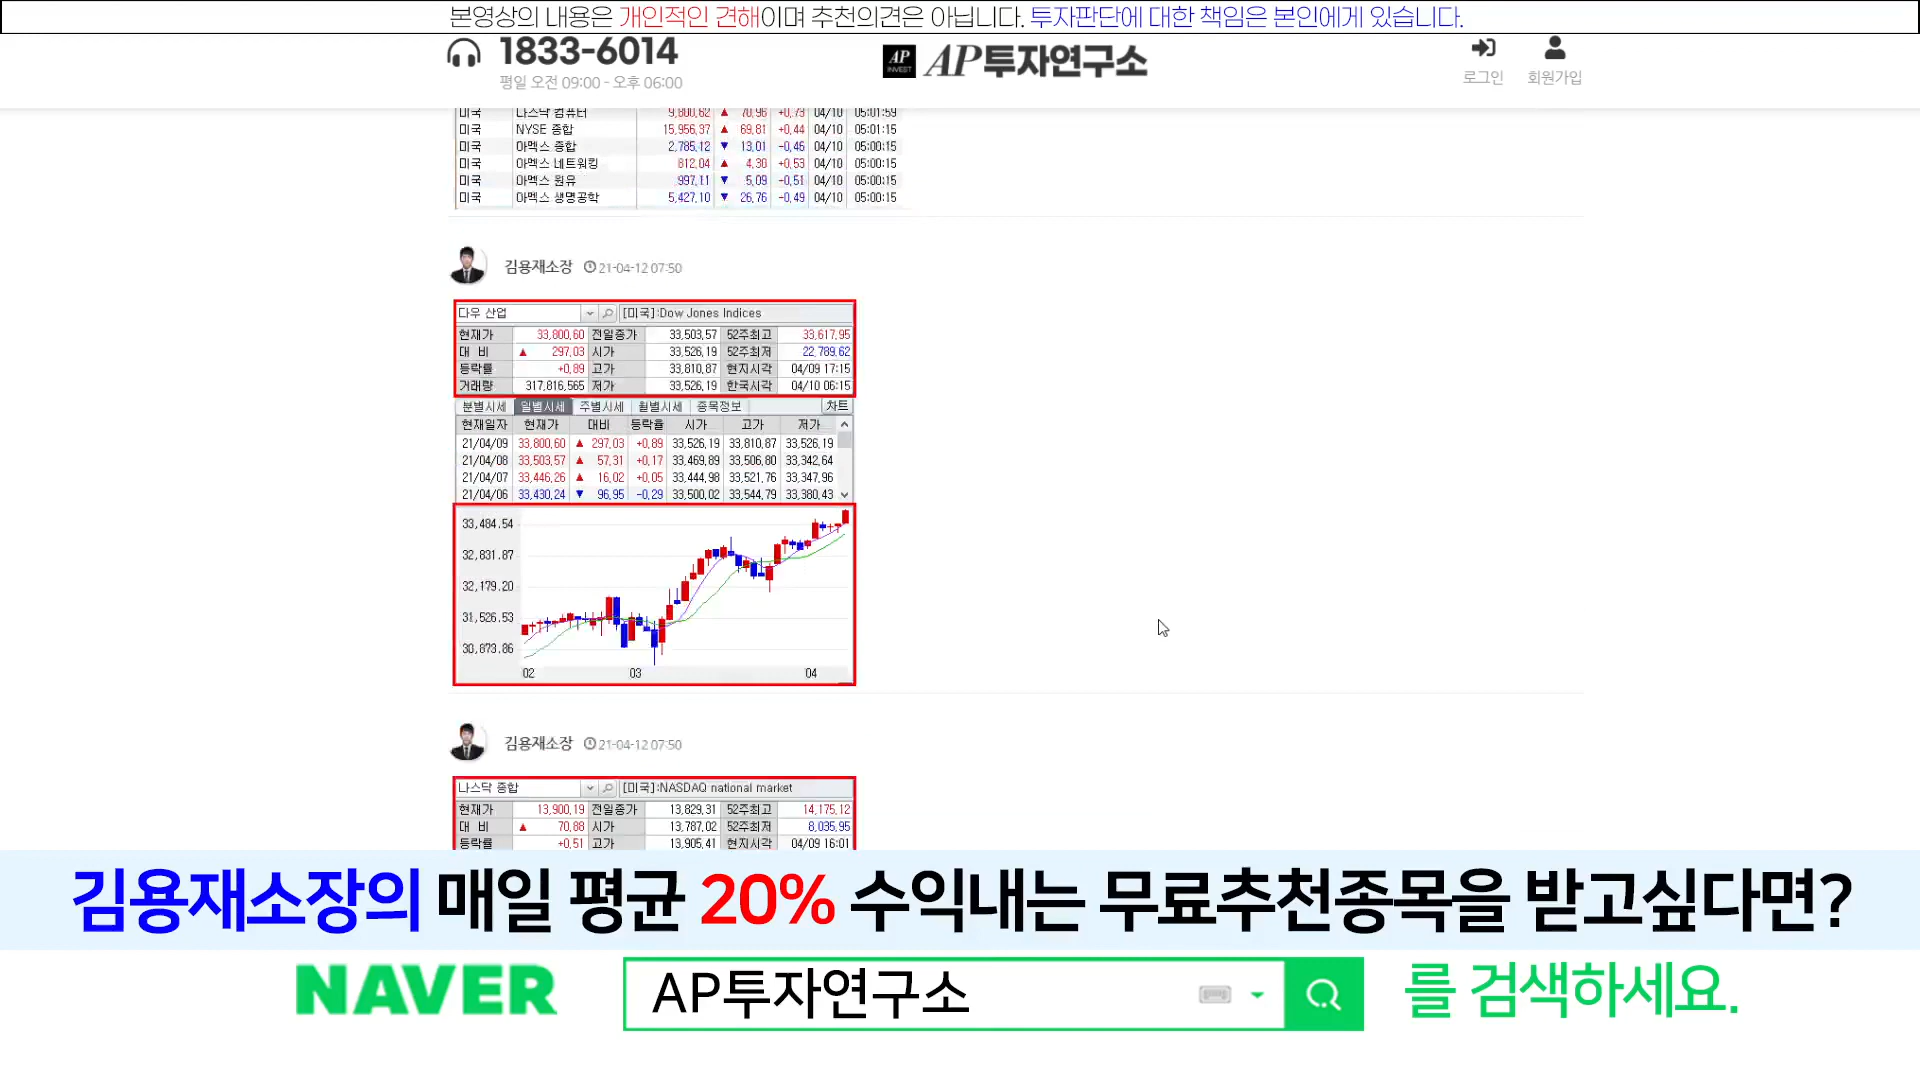 본영상의 내용은 개인적인 견해이며 추천의견은 아닙니다. 투자판단에 대한 책임은 본인에게 있습니다.
1833-6014
평일 오전 09:00 - 오후 06:00
AP INVEST AP투자연구소
로그인 회원가입
미국 나스닥 컴퓨터 9,800.62 ▲ 70.96 +0.73 04/10 05:01:59
미국 NYSE 종합 15,956.37 ▲ 69.81 +0.44 04/10 05:01:15
미국 아멕스 종합 2,785.12 ▼ 13.01 -0.46 04/10 05:00:15
미국 아멕스 네트워킹 812.04 ▲ 4.30 +0.53 04/10 05:00:15
미국 아멕스 원유 997.11 ▼ 5.09 -0.51 04/10 05:00:15
미국 아멕스 생명공학 5,427.10 ▼ 26.76 -0.49 04/10 05:00:15
김용재소장 21-04-12 07:50
다우 산업 [미국]:Dow Jones Indices
현재가 33,800.60 전일종가 33,503.57 52주최고 33,617.95
대 비 ▲ 297.03 시가 33,526.19 52주최저 22,789.62
등락률 +0.89 고가 33,810.87 현지시각 04/09 17:15
거래량 317,816,565 저가 33,526.19 한국시각 04/10 06:15
분별시세 일별시세 주별시세 월별시세 종목정보 차트
현재일자 현재가 대비 등락율 시가 고가 저가
21/04/09 33,800.60 ▲ 297.03 +0.89 33,526.19 33,810.87 33,526.19
21/04/08 33,503.57 ▲ 57.31 +0.17 33,469.89 33,506.80 33,342.64
21/04/07 33,446.26 ▲ 16.02 +0.05 33,444.98 33,521.76 33,347.96
21/04/06 33,430.24 ▼ 96.95 -0.29 33,500.02 33,544.79 33,380.43
33,484.54
32,831.87
32,179.20
31,526.53
30,873.86
02 03 04
김용재소장 21-04-12 07:50
나스닥 종합 [미국]:NASDAQ national market
현재가 13,900.19 전일종가 13,829.31 52주최고 14,175.12
대 비 ▲ 70.88 시가 13,787.02 52주최저 8,035.95
등락률 +0.51 고가 13,905.41 현지시각 04/09 16:01
김용재소장의 매일 평균 20% 수익내는 무료추천종목을 받고싶다면?
NAVER AP투자연구소 를 검색하세요.